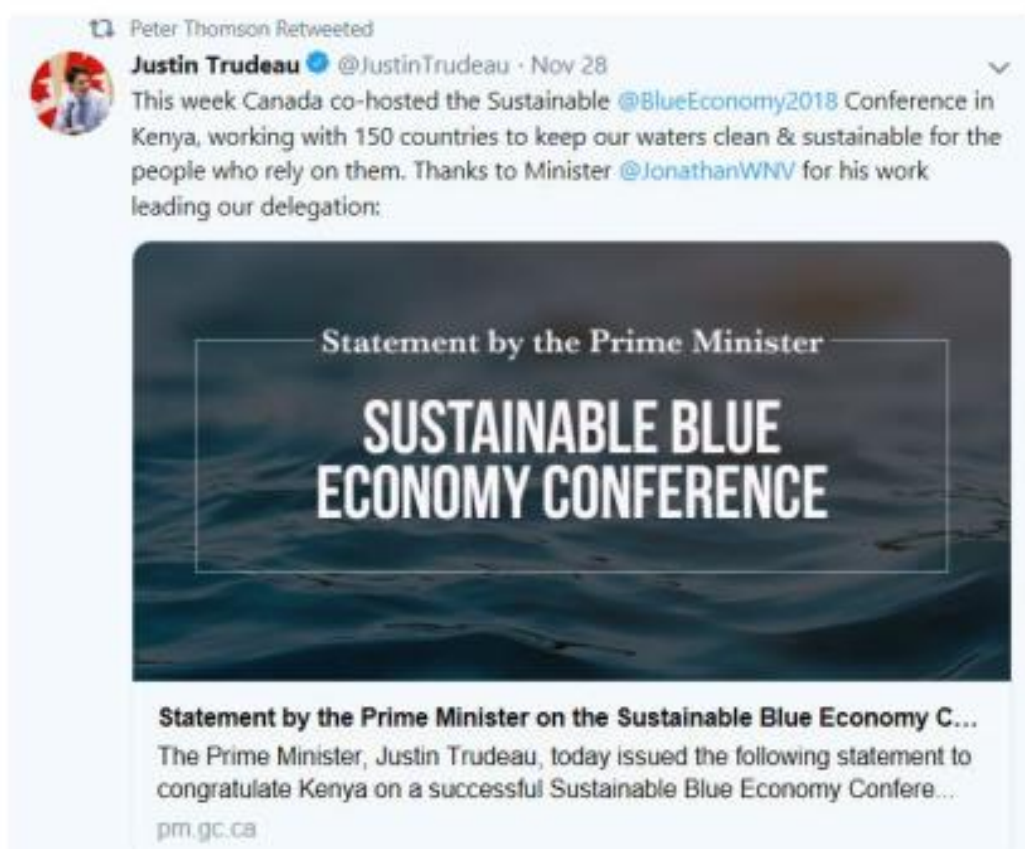 Peter Thomson Retweeted
Justin Trudeau @JustinTrudeau · Nov 28
This week Canada co-hosted the Sustainable @BlueEconomy2018 Conference in
Kenya, working with 150 countries to keep our waters clean & sustainable for the
people who rely on them. Thanks to Minister @JonathanWNV for his work
leading our delegation:
Statement by the Prime Minister
SUSTAINABLE BLUE
ECONOMY CONFERENCE
Statement by the Prime Minister on the Sustainable Blue Economy C...
The Prime Minister, Justin Trudeau, today issued the following statement to
congratulate Kenya on a successful Sustainable Blue Economy Confere...
pm.gc.ca